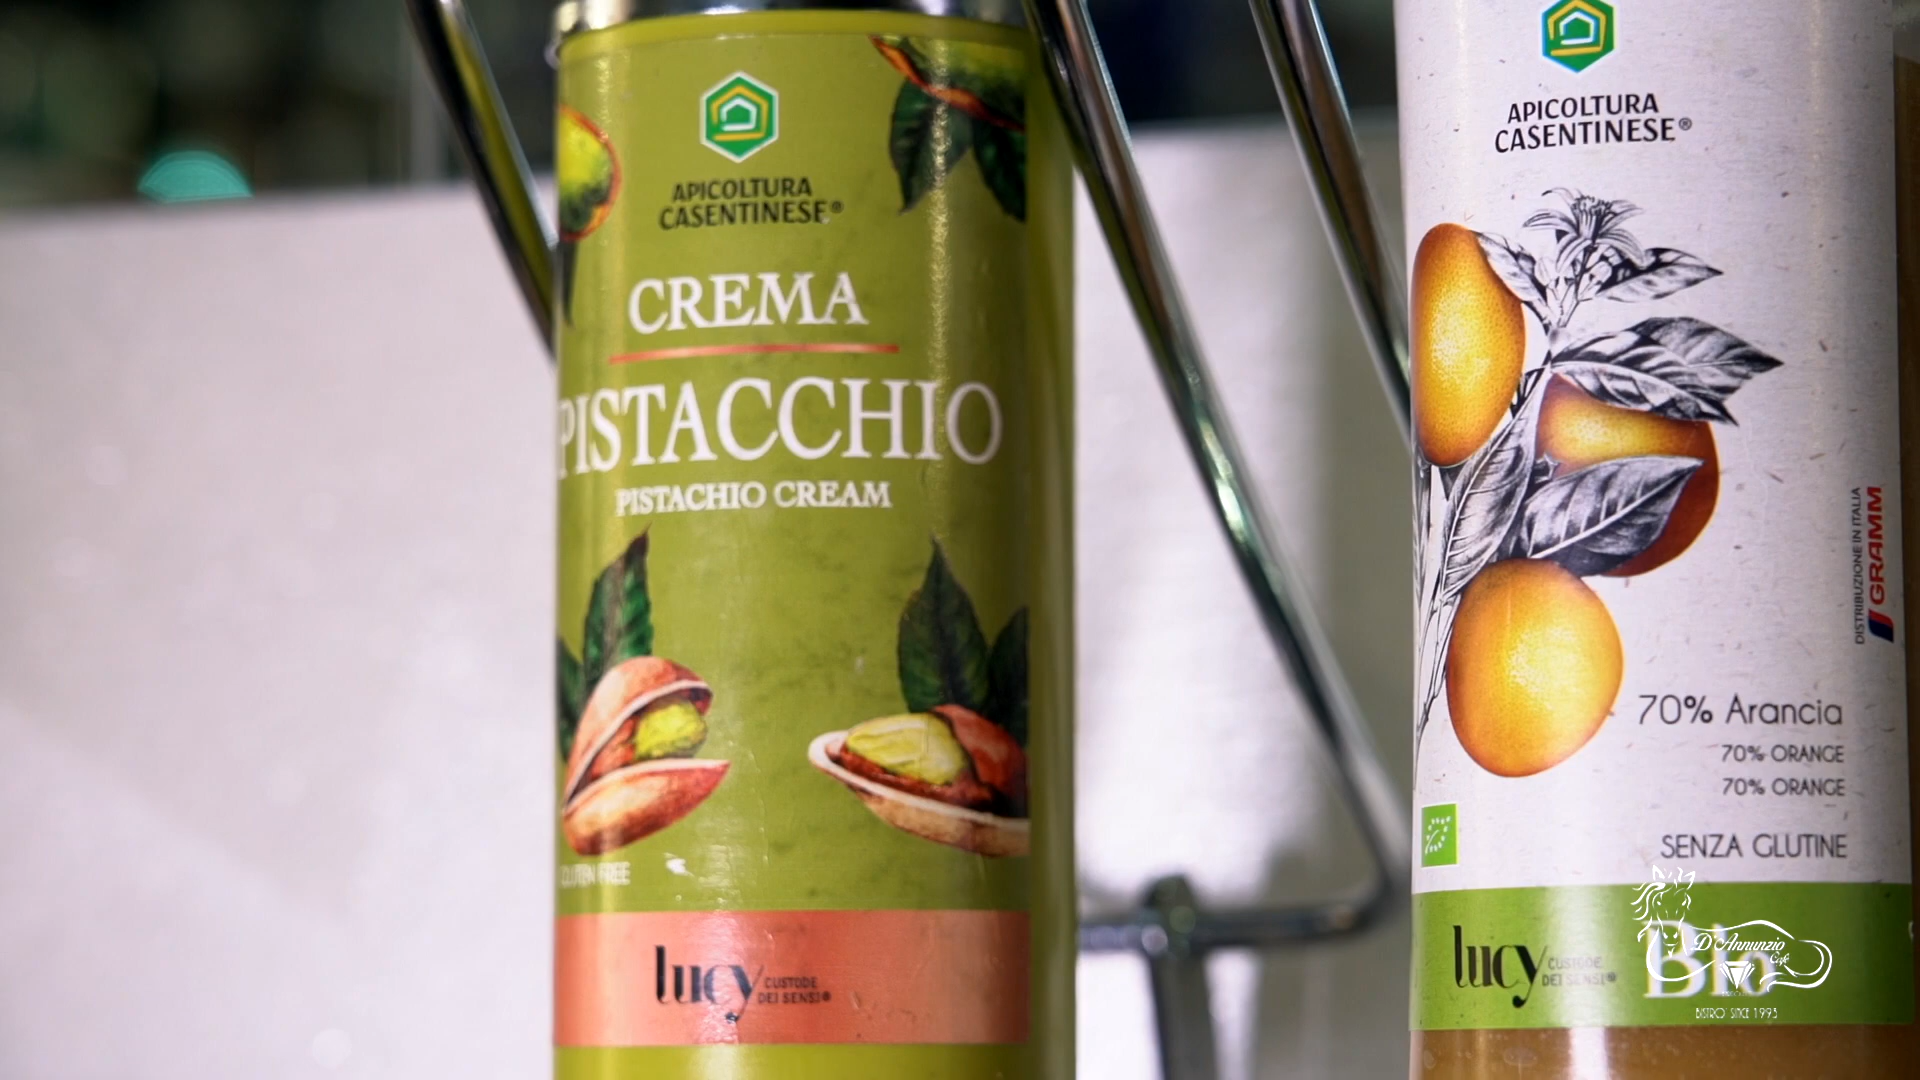 APICOLTURA
CASENTINESE®
CREMA
PISTACCHIO
PISTACHIO CREAM
GLUTEN FREE
lucy CUSTODE
DEI SENSI®
APICOLTURA
CASENTINESE®
DISTRIBUZIONE IN ITALIA
GRAMM
70% Arancia
70% ORANGE
70% ORANGE
SENZA GLUTINE
lucy CUSTODE
DEI SENSI®
Bio
D'Annunzio
Cafè
BISTRO' SINCE 1993